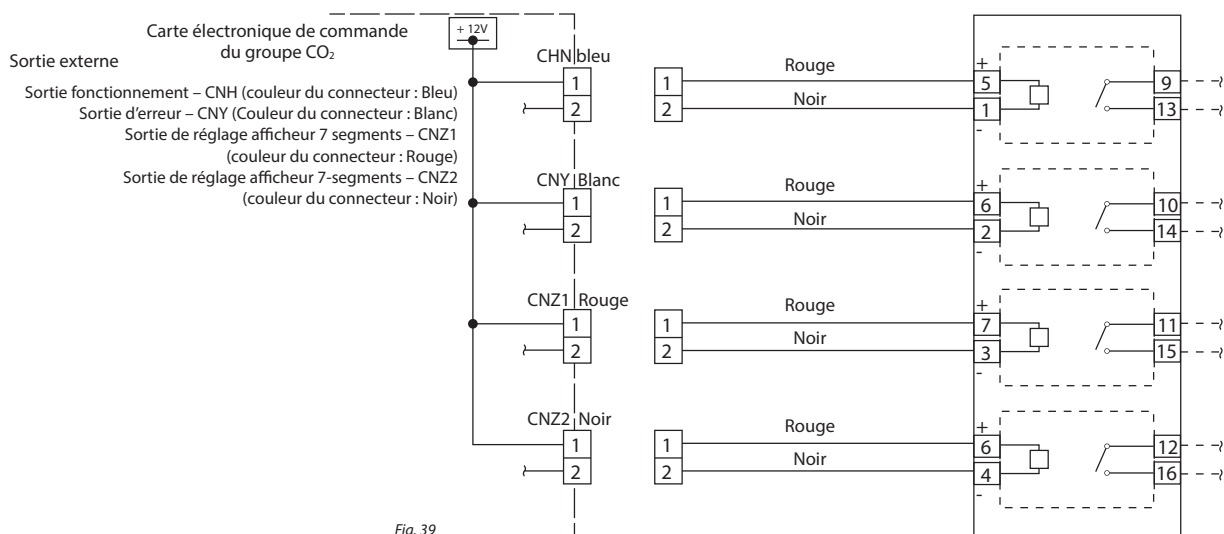 Carte électronique de commande
du groupe CO₂
+ 12V
Sortie externe
Sortie fonctionnement – CNH (couleur du connecteur : Bleu)
Sortie d'erreur – CNY (Couleur du connecteur : Blanc)
Sortie de réglage afficheur 7 segments – CNZ1
(couleur du connecteur : Rouge)
Sortie de réglage afficheur 7-segments – CNZ2
(couleur du connecteur : Noir)
CHN bleu
1
2
1
2
Rouge
Noir
+
5
1
-
9
13
CNY Blanc
1
2
1
2
Rouge
Noir
+
6
2
-
10
14
CNZ1 Rouge
1
2
1
2
Rouge
Noir
+
7
3
-
11
15
CNZ2 Noir
1
2
1
2
Rouge
Noir
+
6
4
-
12
16
Fig. 39